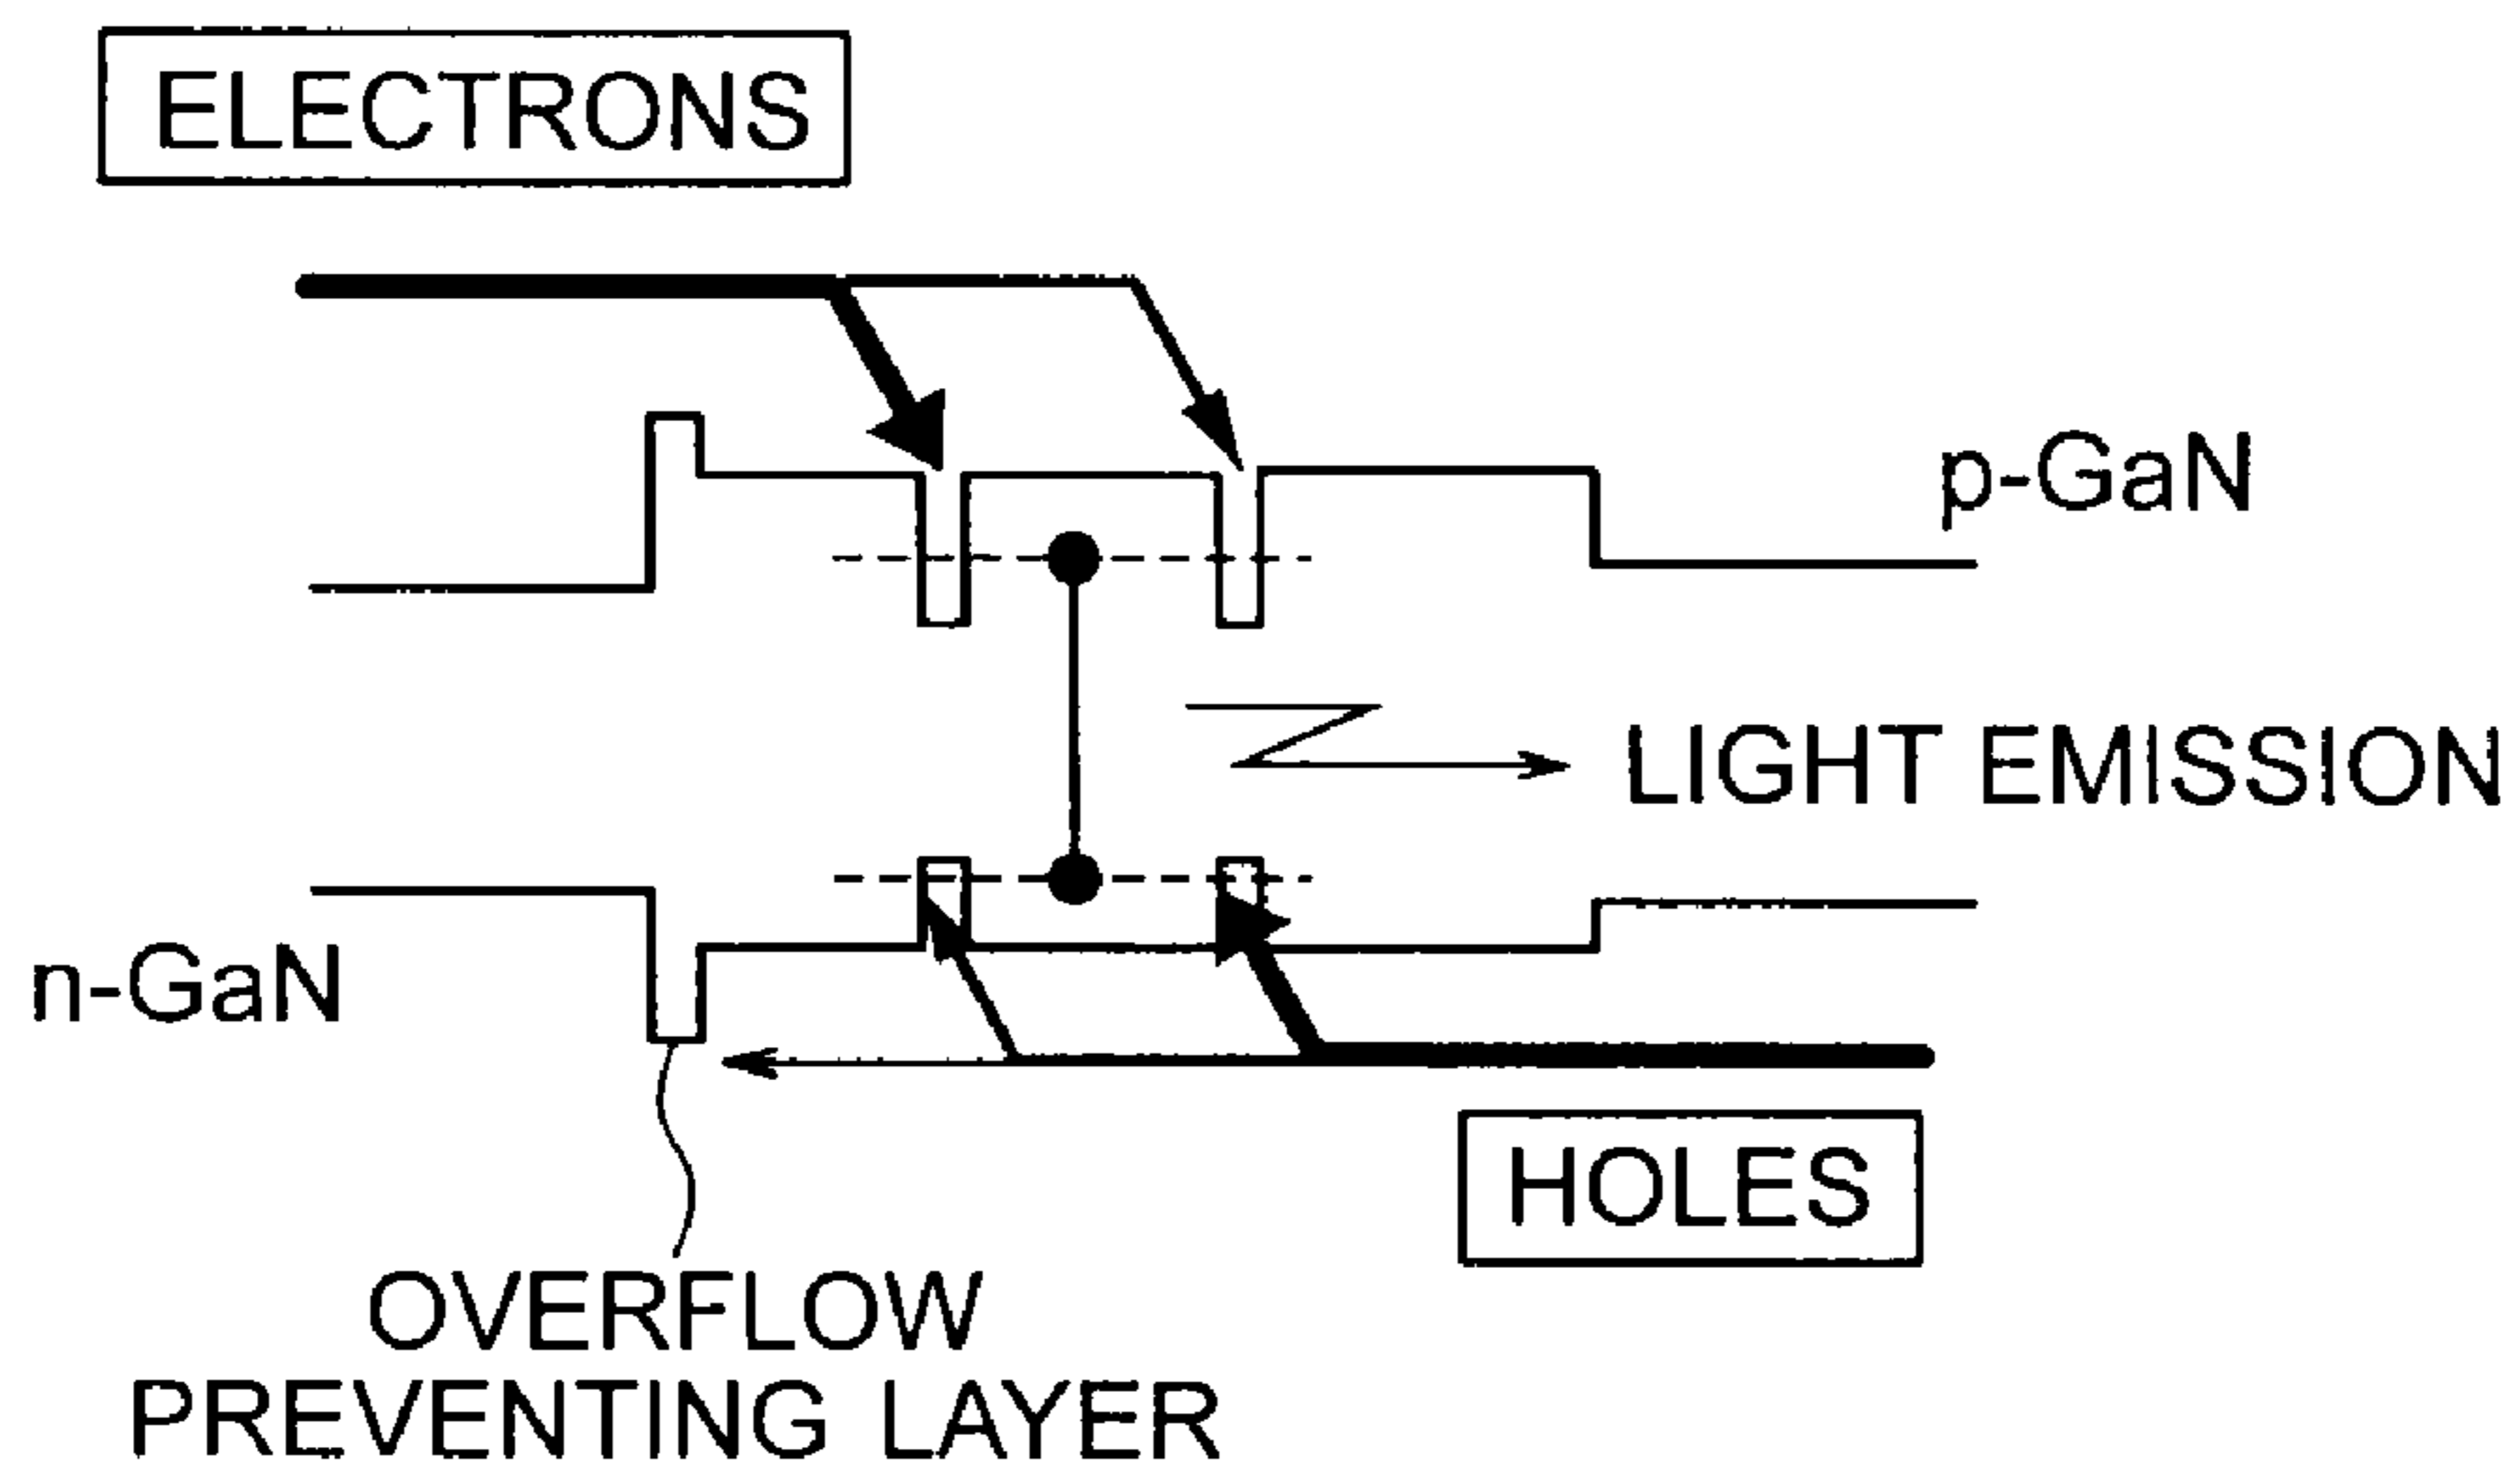 ELECTRONS
p-GaN
LIGHT EMISSION
n-GaN
HOLES
OVERFLOW
PREVENTING LAYER